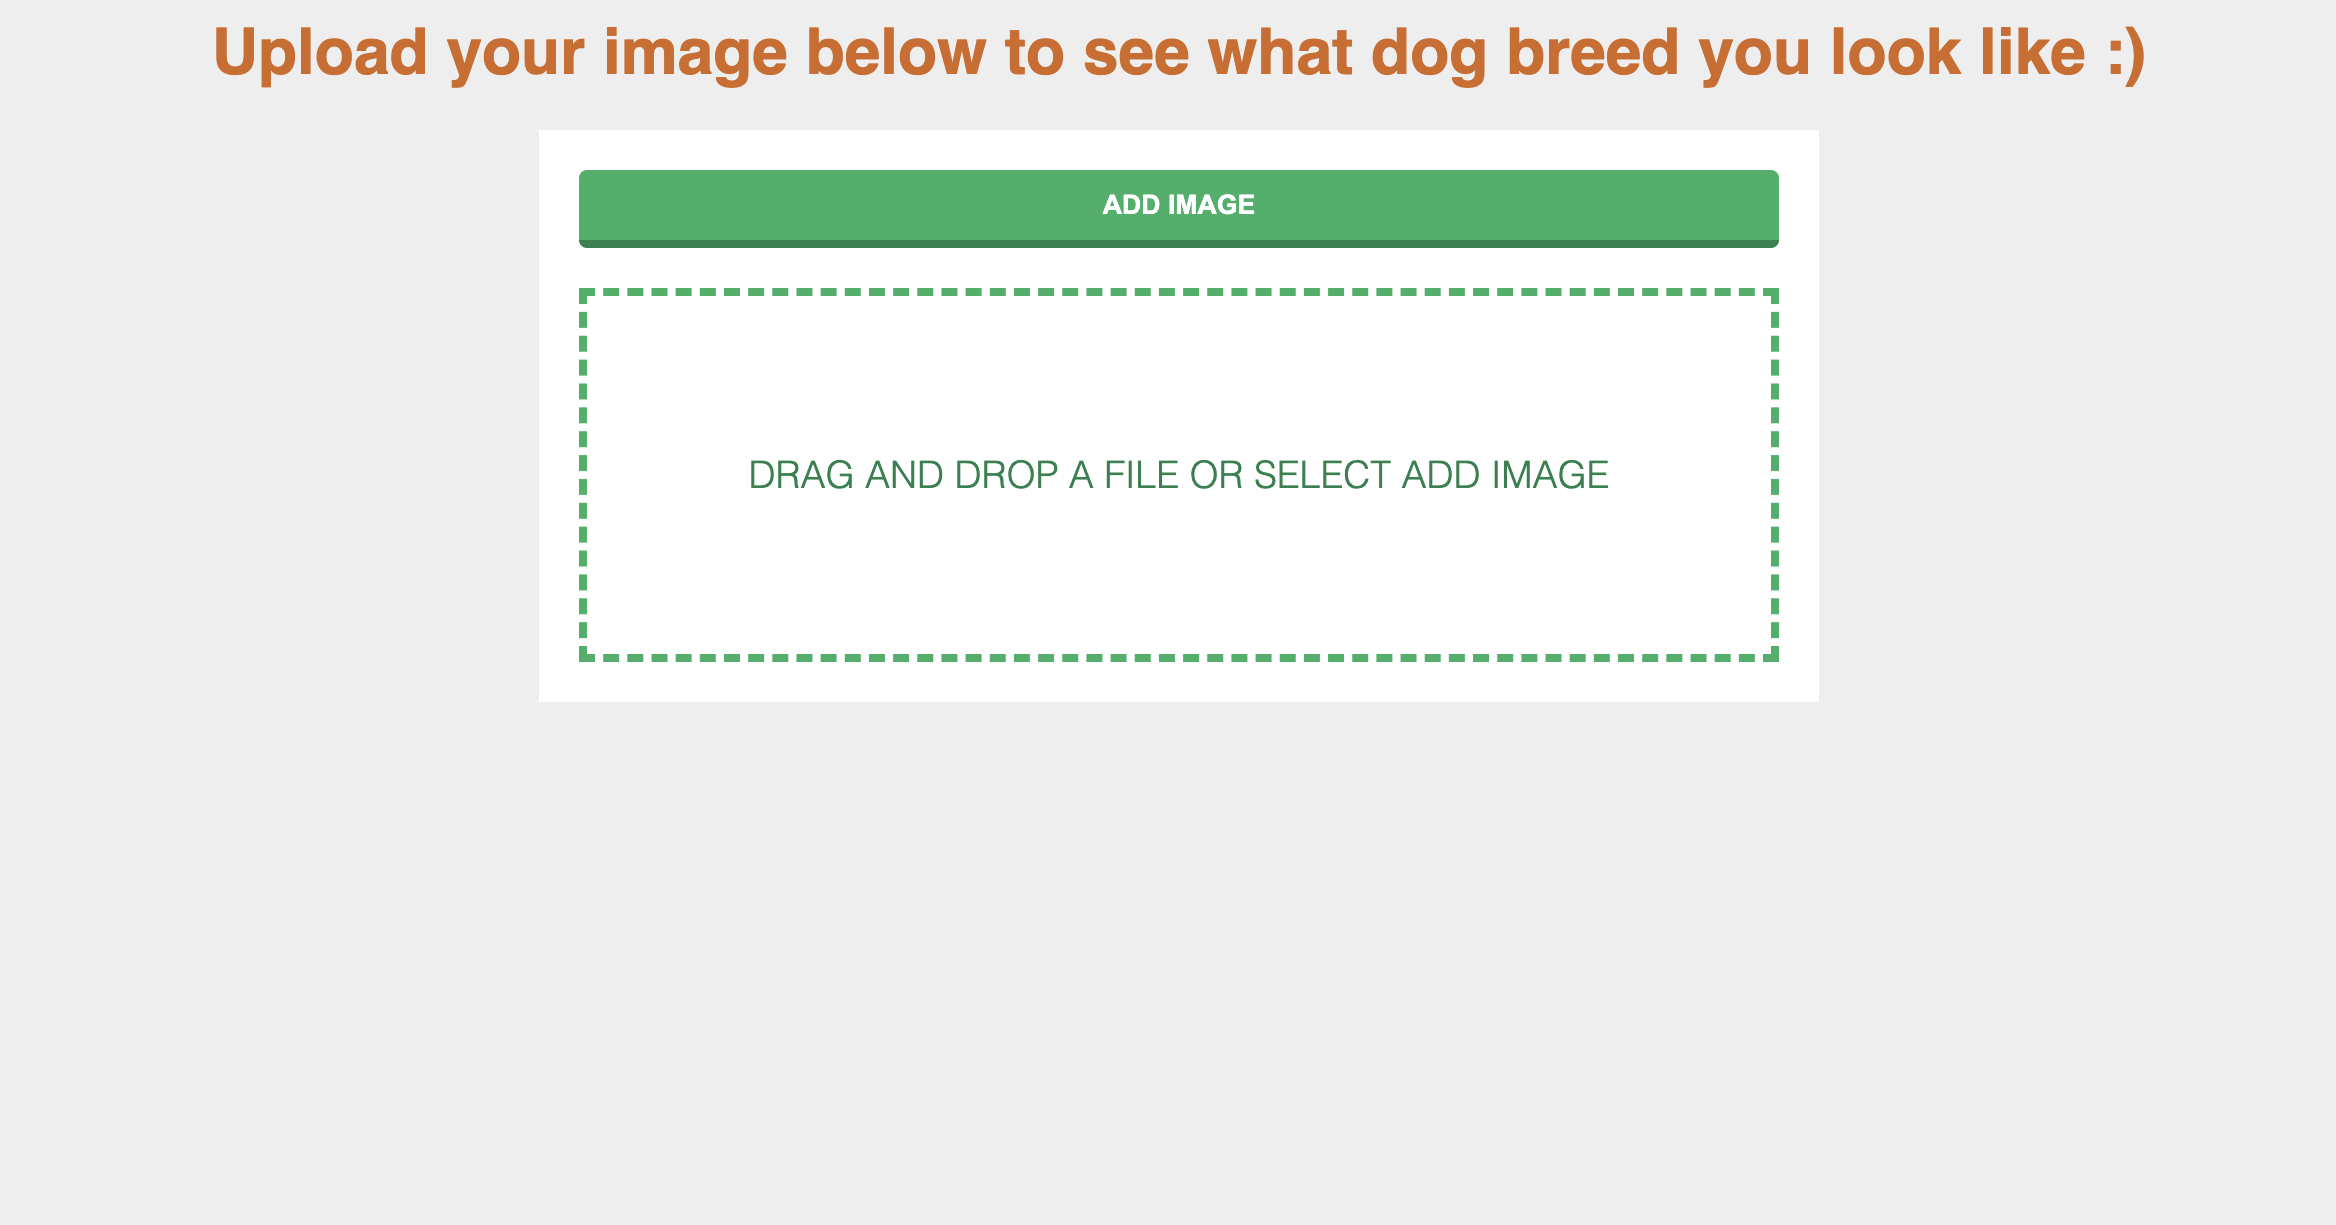 Upload your image below to see what dog breed you look like :)
ADD IMAGE
DRAG AND DROP A FILE OR SELECT ADD IMAGE